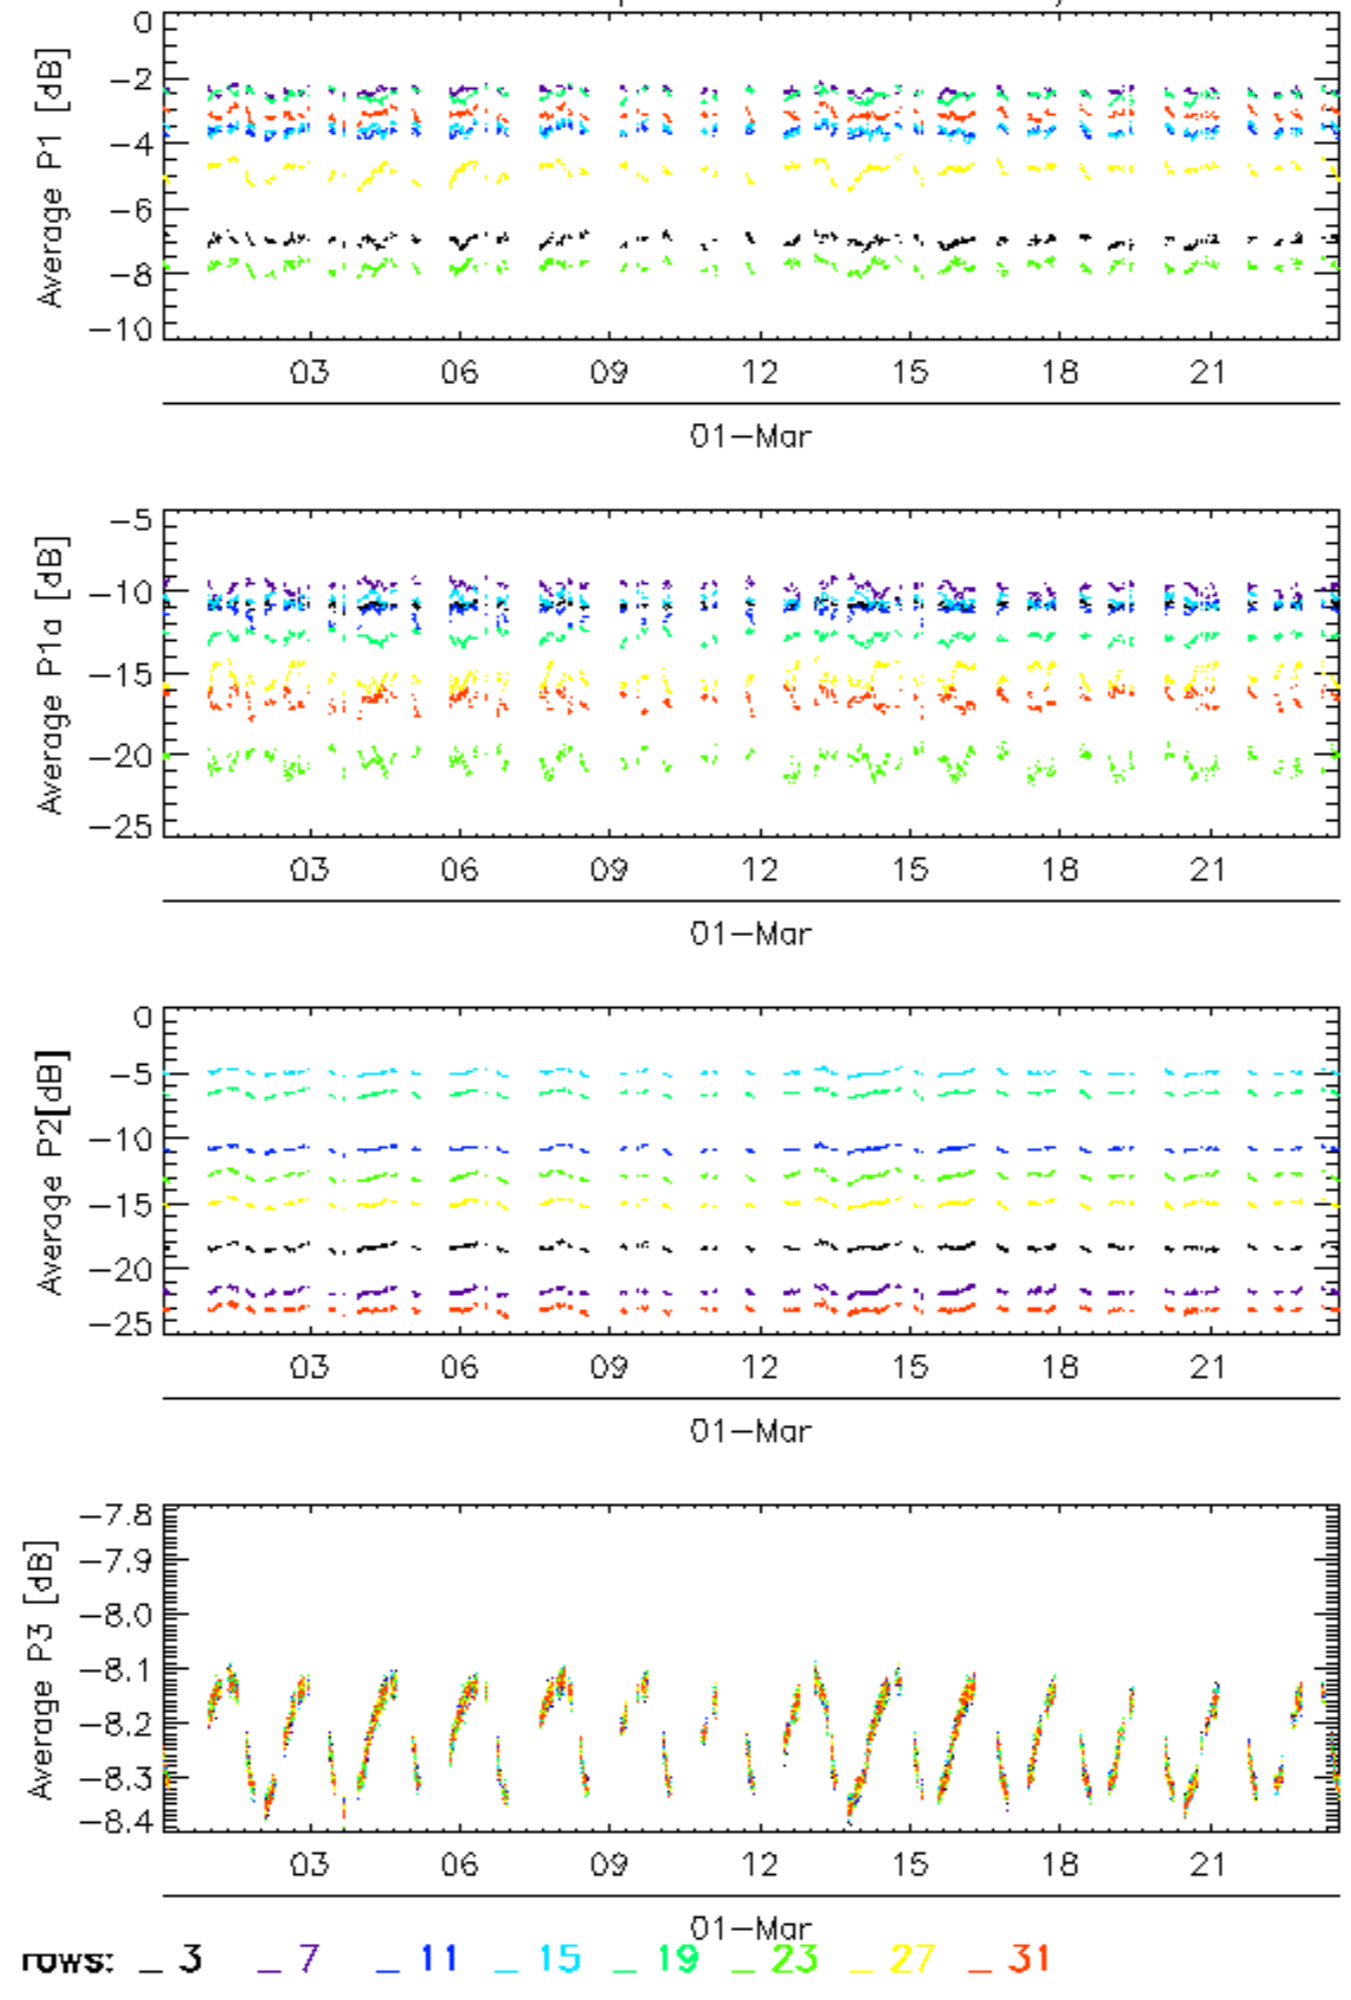 0
−2
−4
−6
−8
−10
Average P1 [dB]
03 06 09 12 15 18 21
01−Mar
−5
−10
−15
−20
−25
Average P1a [dB]
03 06 09 12 15 18 21
01−Mar
0
−5
−10
−15
−20
−25
Average P2[dB]
03 06 09 12 15 18 21
01−Mar
−7.8
−7.9
−8.0
−8.1
−8.2
−8.3
−8.4
Average P3 [dB]
03 06 09 12 15 18 21
01−Mar
rows: _ 3 _ 7 _ 11 _ 15 _ 19 _ 23 _ 27 _ 31